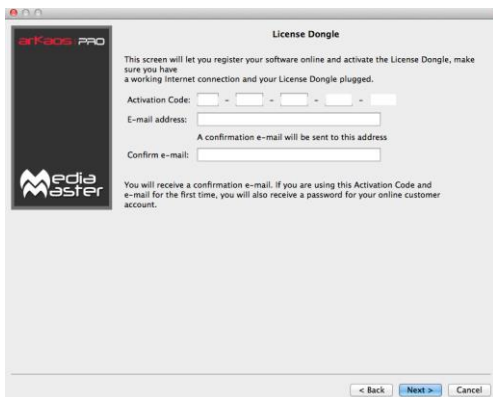 License Dongle
arKaos PRO
This screen will let you register your software online and activate the License Dongle, make
sure you have
a working Internet connection and your License Dongle plugged.
Activation Code: - - - -
E-mail address:
A confirmation e-mail will be sent to this address
Confirm e-mail:
Media
Master
You will receive a confirmation e-mail. If you are using this Activation Code and
e-mail for the first time, you will also receive a password for your online customer
account.
< Back Next > Cancel